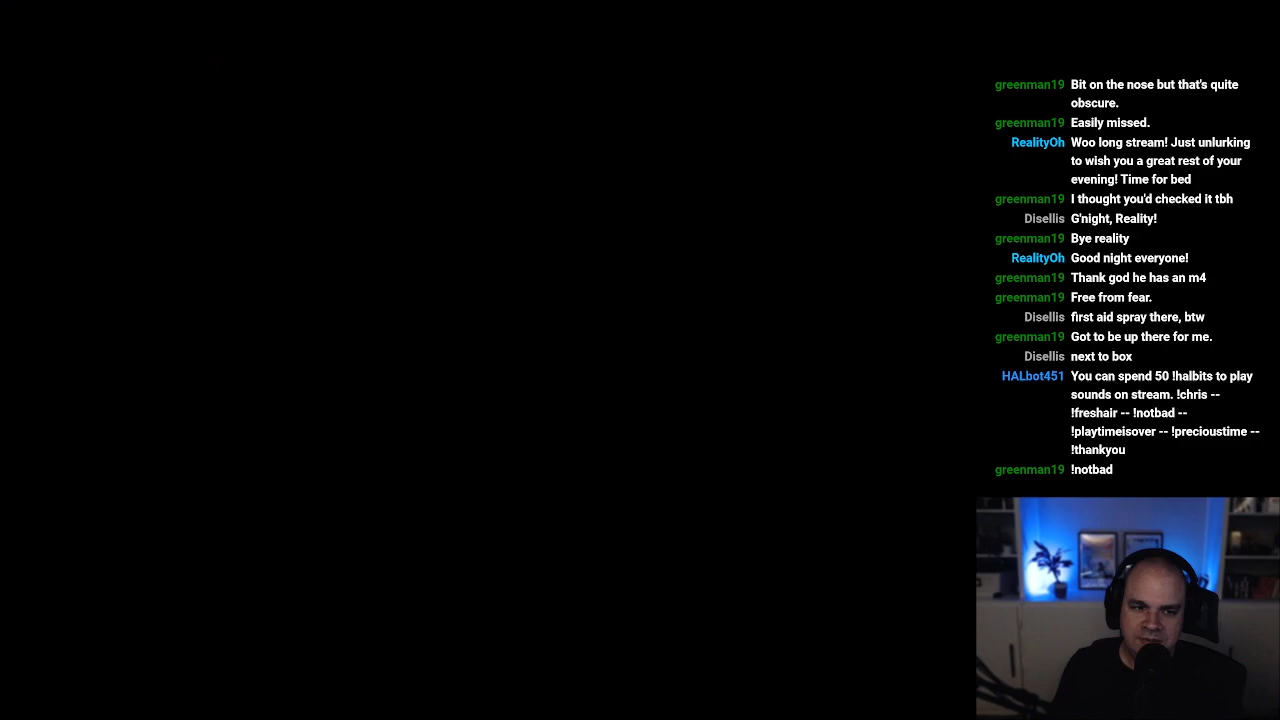 greenman19 Bit on the nose but that's quite
obscure.
greenman19 Easily missed.
RealityOh Woo long stream! Just unlurking
to wish you a great rest of your
evening! Time for bed
greenman19 I thought you'd checked it tbh
Disellis G'night, Reality!
greenman19 Bye reality
RealityOh Good night everyone!
greenman19 Thank god he has an m4
greenman19 Free from fear.
Disellis first aid spray there, btw
greenman19 Got to be up there for me.
Disellis next to box
HALbot451 You can spend 50 !halbits to play
sounds on stream. !chris --
!freshair -- !notbad --
!playtimeisover -- !precioustime --
!thankyou
greenman19 !notbad